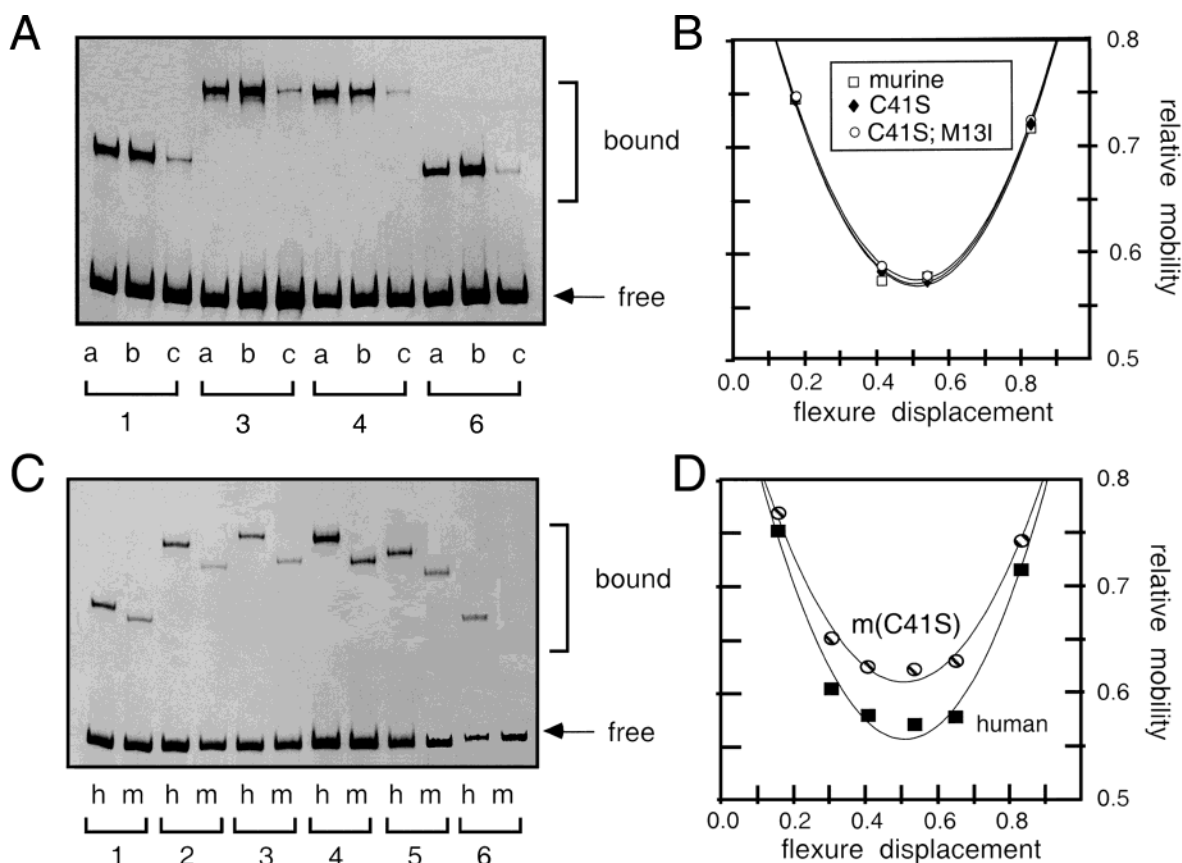 A
bound
free
a b c a b c a b c a b c
1 3 4 6
B
murine
C41S
C41S; M13I
0.8
0.7
0.6
0.5
relative mobility
0.0 0.2 0.4 0.6 0.8
flexure displacement
C
bound
free
h m h m h m h m h m h m
1 2 3 4 5 6
D
m(C41S)
human
0.8
0.7
0.6
0.5
relative mobility
0.0 0.2 0.4 0.6 0.8
flexure displacement